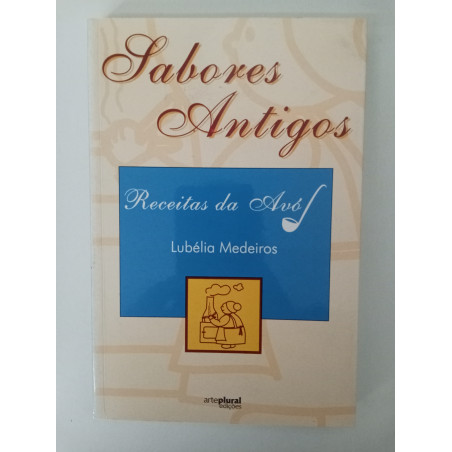 Sabores
Antigos
Receitas da Avó
Lubélia Medeiros
arteplural
edições